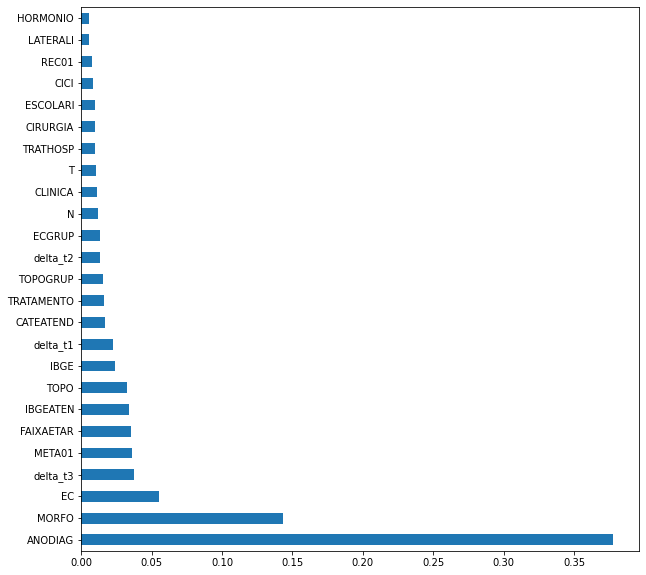 HORMONIO
LATERALI
REC01
CICI
ESCOLARI
CIRURGIA
TRATHOSP
T
CLINICA
N
ECGRUP
delta_t2
TOPOGRUP
TRATAMENTO
CATEATEND
delta_t1
IBGE
TOPO
IBGEATEN
FAIXAETAR
META01
delta_t3
EC
MORFO
ANODIAG
0.00 0.05 0.10 0.15 0.20 0.25 0.30 0.35